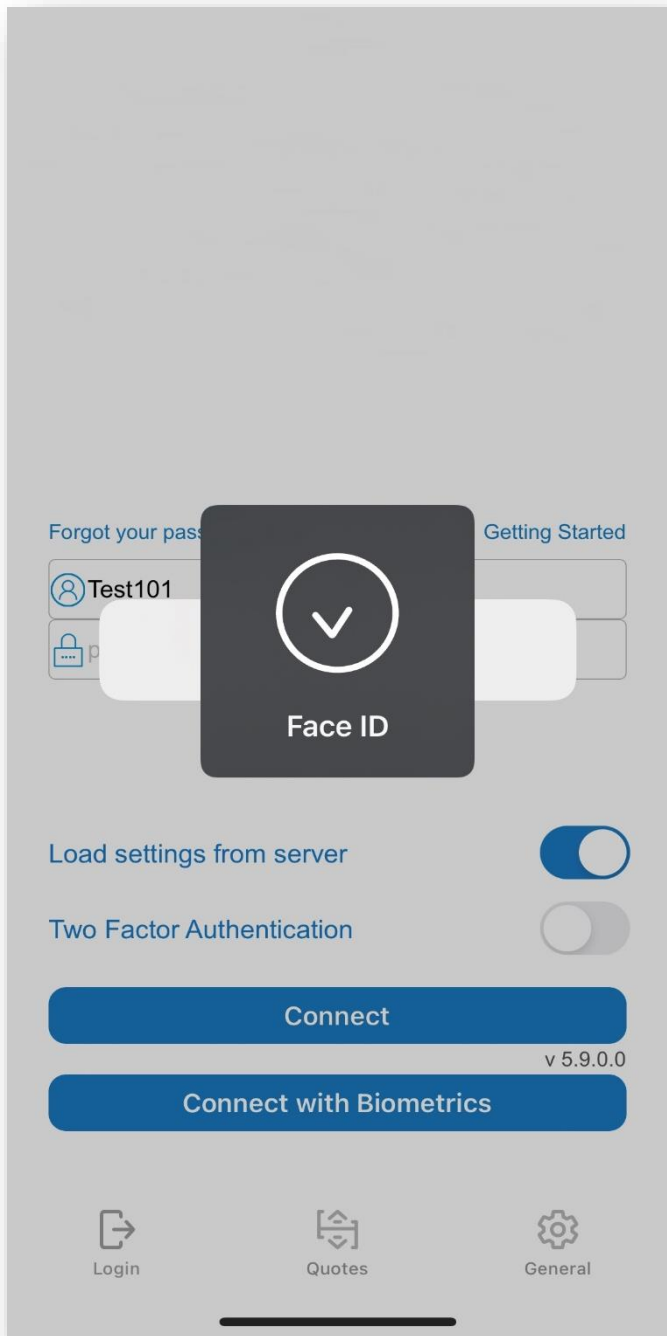 Forgot your pass
Getting Started
Test101
p
Face ID
Load settings from server
Two Factor Authentication
Connect
v 5.9.0.0
Connect with Biometrics
Login
Quotes
General